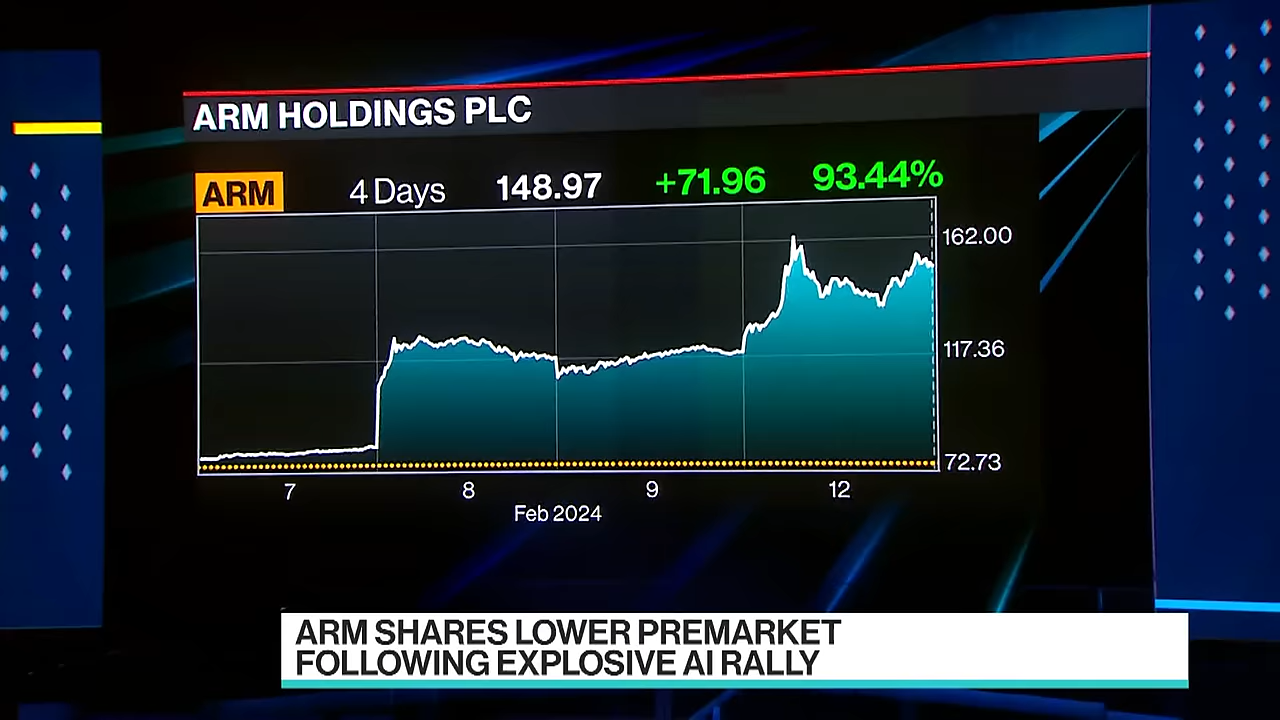 ARM HOLDINGS PLC
ARM 4 Days 148.97 +71.96 93.44%
162.00
117.36
72.73
7 8 9 12
Feb 2024
ARM SHARES LOWER PREMARKET
FOLLOWING EXPLOSIVE AI RALLY